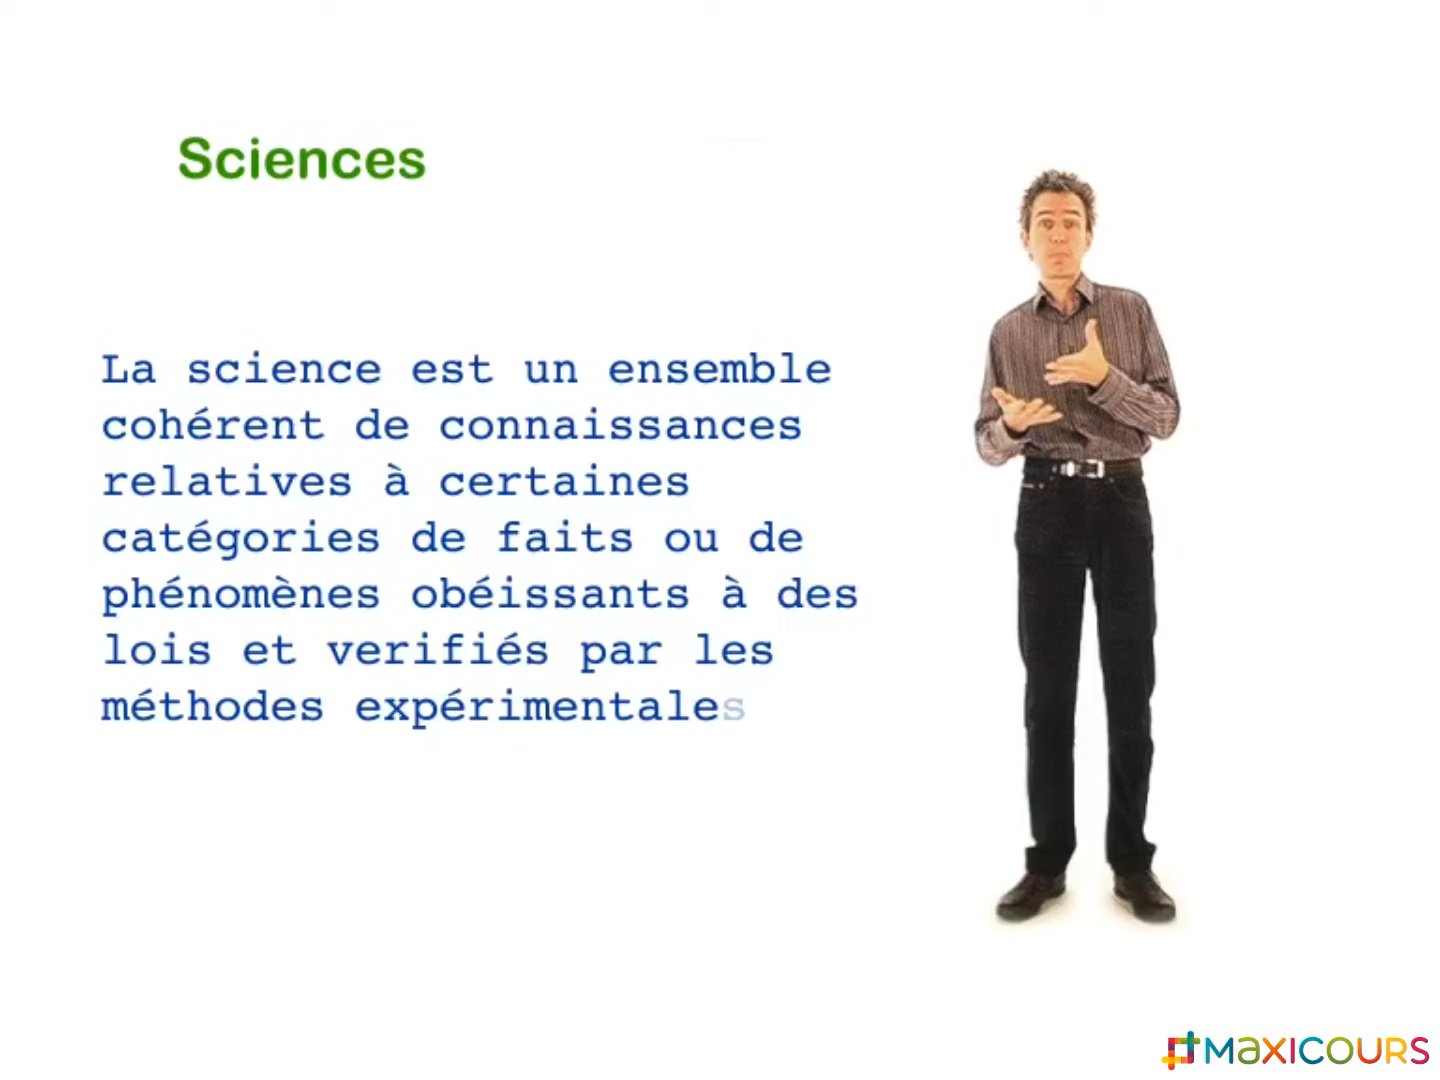 Sciences
La science est un ensemble
cohérent de connaissances
relatives à certaines
catégories de faits ou de
phénomènes obéissants à des
lois et verifiés par les
méthodes expérimentales
MAXICOURS